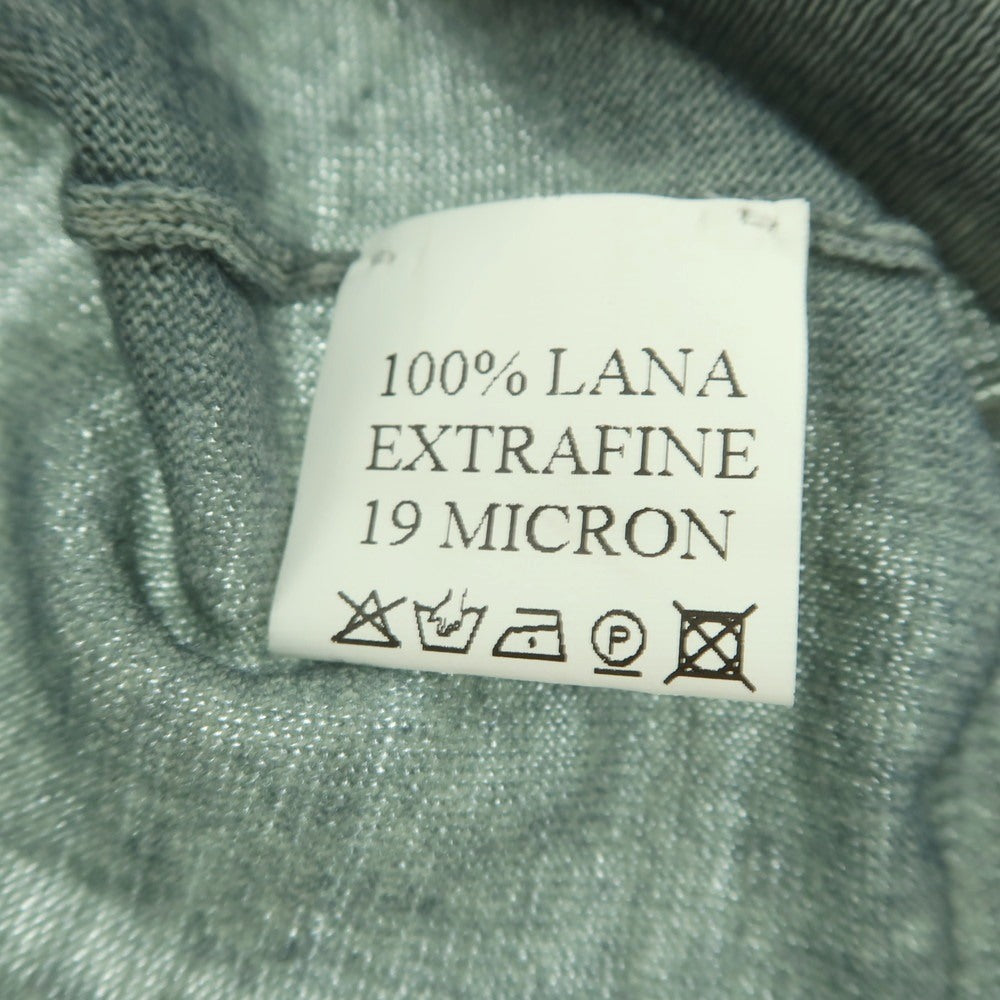 100% LANA
EXTRAFINE
19 MICRON
P